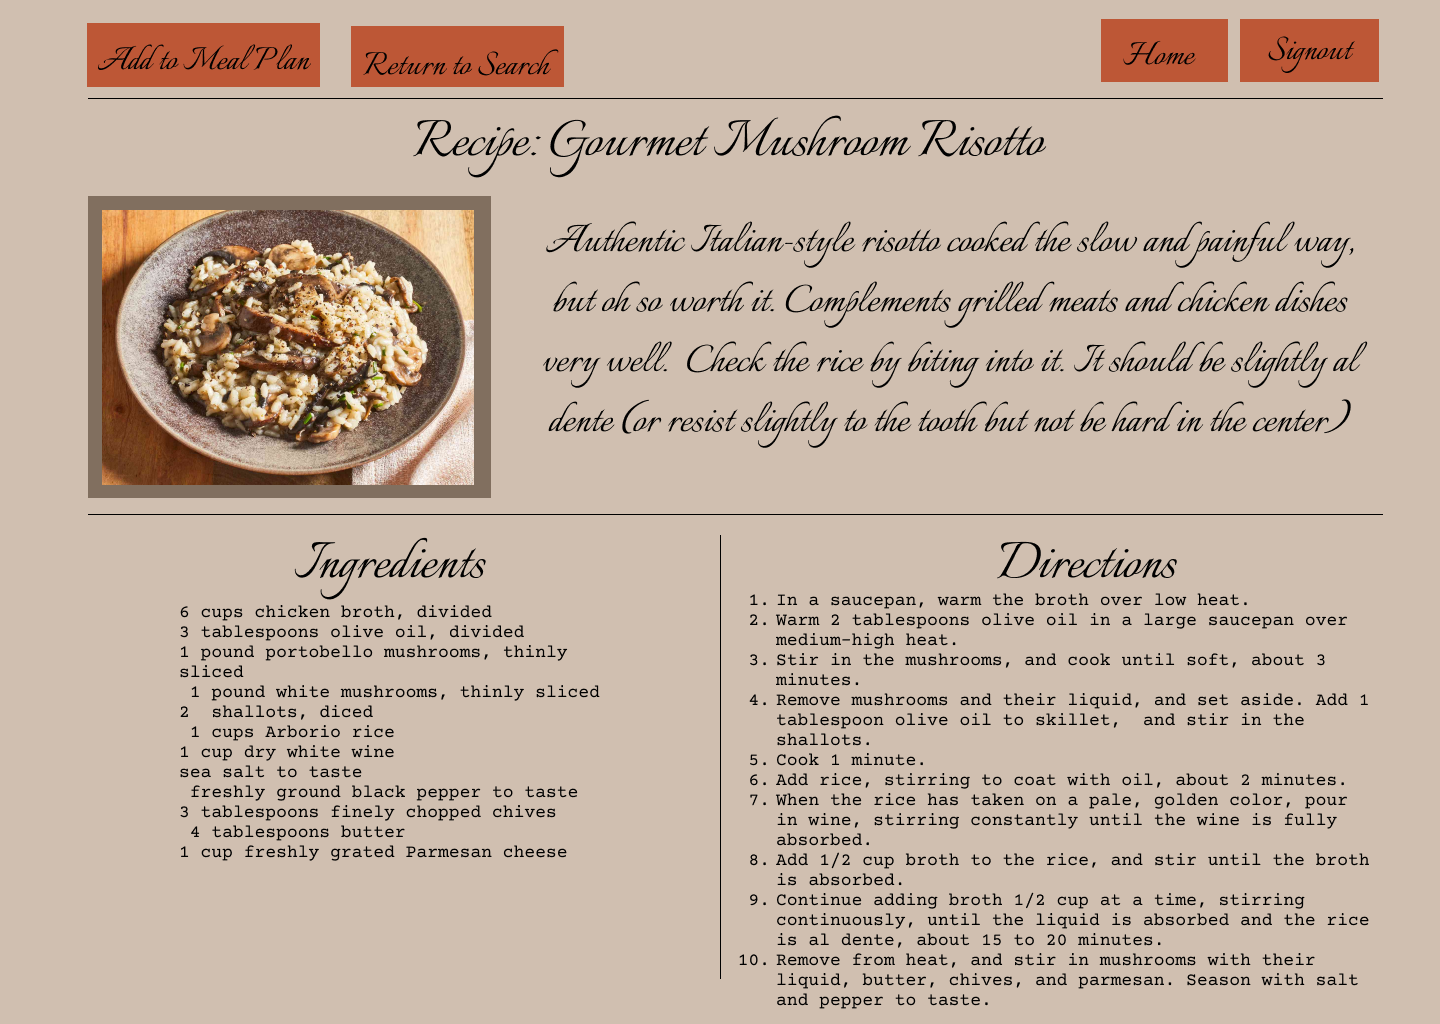 Add to Meal Plan
Return to Search
Home
Signout
Recipe: Gourmet Mushroom Risotto
Authentic Italian-style risotto cooked the slow and painful way,
but oh so worth it. Complements grilled meats and chicken dishes
very well. Check the rice by biting into it. It should be slightly al
dente (or resist slightly to the tooth but not be hard in the center)
Ingredients
6 cups chicken broth, divided
3 tablespoons olive oil, divided
1 pound portobello mushrooms, thinly
sliced
1 pound white mushrooms, thinly sliced
2 shallots, diced
1 cups Arborio rice
1 cup dry white wine
sea salt to taste
freshly ground black pepper to taste
3 tablespoons finely chopped chives
4 tablespoons butter
1 cup freshly grated Parmesan cheese
Directions
1. In a saucepan, warm the broth over low heat.
2. Warm 2 tablespoons olive oil in a large saucepan over
medium-high heat.
3. Stir in the mushrooms, and cook until soft, about 3
minutes.
4. Remove mushrooms and their liquid, and set aside. Add 1
tablespoon olive oil to skillet, and stir in the
shallots.
5. Cook 1 minute.
6. Add rice, stirring to coat with oil, about 2 minutes.
7. When the rice has taken on a pale, golden color, pour
in wine, stirring constantly until the wine is fully
absorbed.
8. Add 1/2 cup broth to the rice, and stir until the broth
is absorbed.
9. Continue adding broth 1/2 cup at a time, stirring
continuously, until the liquid is absorbed and the rice
is al dente, about 15 to 20 minutes.
10. Remove from heat, and stir in mushrooms with their
liquid, butter, chives, and parmesan. Season with salt
and pepper to taste.